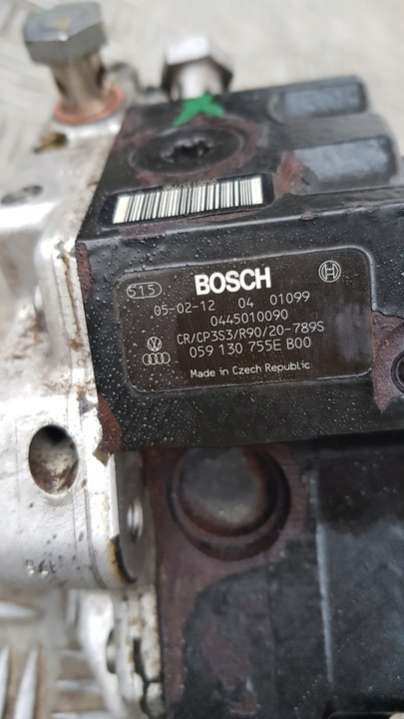 515
BOSCH
05-02-12 04 01099
0445010090
CR/CP3S3/R90/20-789S
059 130 755E B00
Made in Czech Republic